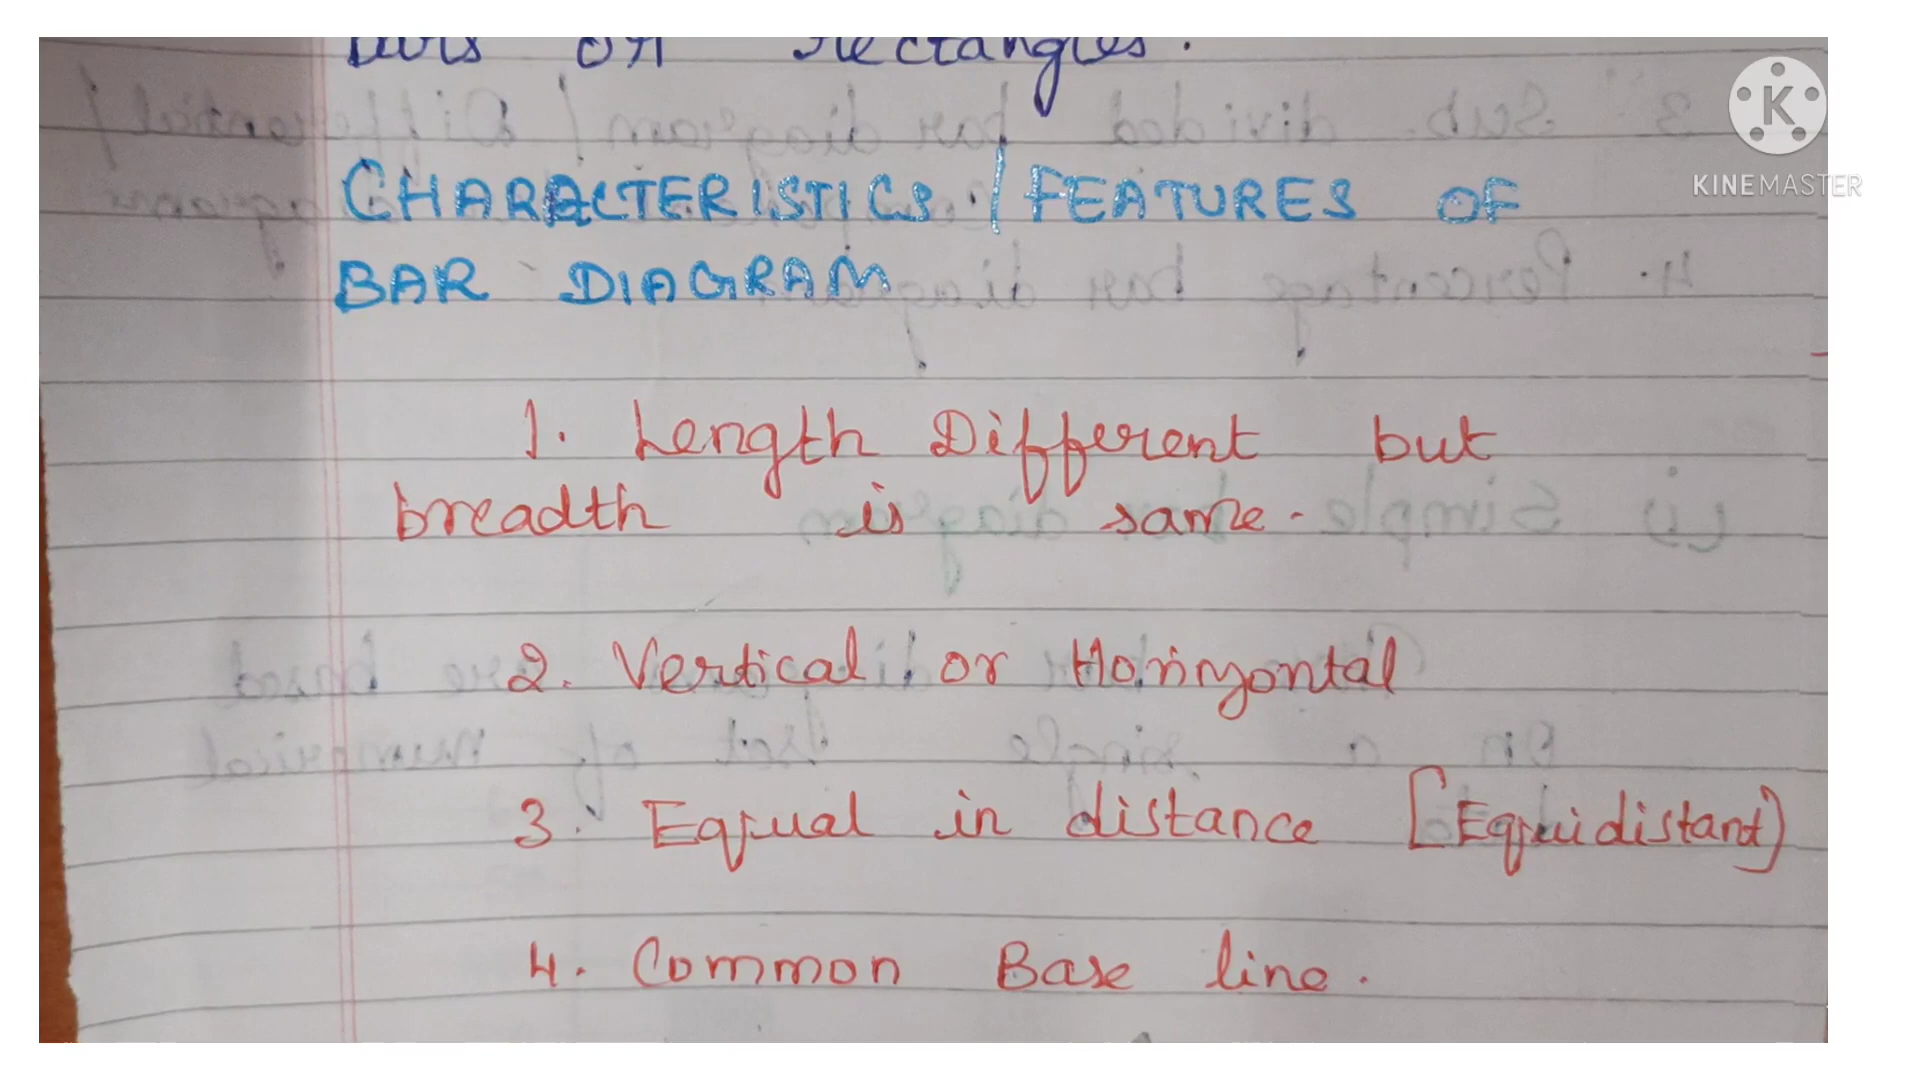 bars or rectangles.
CHARACTERISTICS / FEATURES OF
BAR DIAGRAM
1. Length Different but
breadth is same.
2. Vertical or Horizontal
3. Equal in distance [Equidistant)
4. Common Base line.
K
KINEMASTER